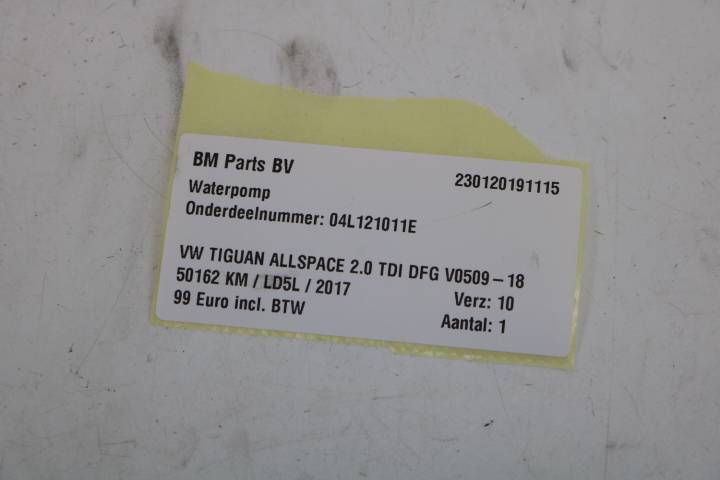 BM Parts BV 230120191115
Waterpomp
Onderdeelnummer: 04L121011E
VW TIGUAN ALLSPACE 2.0 TDI DFG V0509-18
50162 KM / LD5L / 2017 Verz: 10
99 Euro incl. BTW Aantal: 1